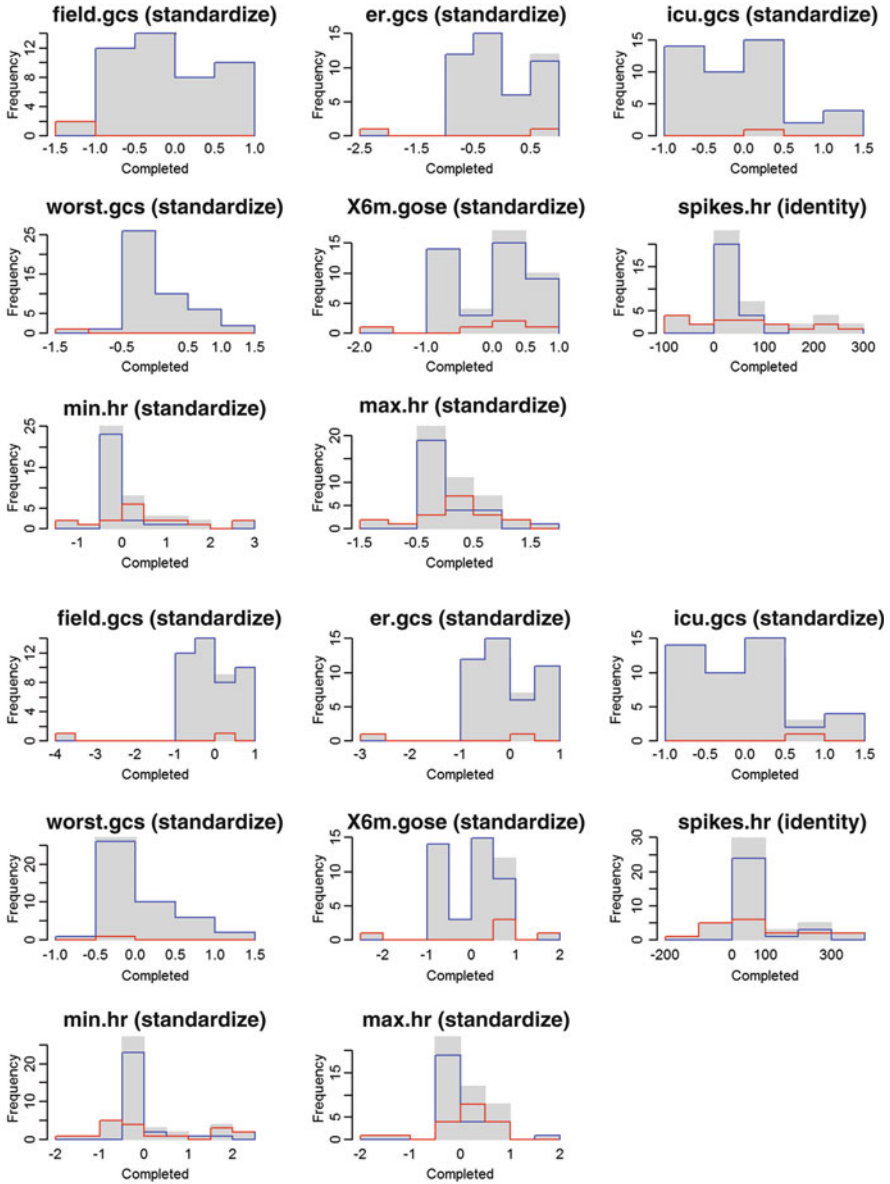 field.gcs (standardize) er.gcs (standardize) icu.gcs (standardize)
Frequency 0 4 8 12 Frequency 0 5 10 15 Frequency 0 5 10 15
-1.5 -1.0 -0.5 0.0 0.5 1.0 -2.5 -1.5 -0.5 0.5 -1.0 -0.5 0.0 0.5 1.0 1.5
Completed Completed Completed
worst.gcs (standardize) X6m.gose (standardize) spikes.hr (identity)
Frequency 0 5 15 25 Frequency 0 5 10 15 Frequency 0 5 15
-1.5 -0.5 0.5 1.0 1.5 -2.0 -1.0 0.0 0.5 1.0 -100 0 100 200 300
Completed Completed Completed
min.hr (standardize) max.hr (standardize)
Frequency 0 5 15 25 Frequency 0 5 10 20
-1 0 1 2 3 -1.5 -0.5 0.5 1.5
Completed Completed
field.gcs (standardize) er.gcs (standardize) icu.gcs (standardize)
Frequency 0 4 8 12 Frequency 0 5 10 15 Frequency 0 5 10 15
-4 -3 -2 -1 0 1 -3 -2 -1 0 1 -1.0 -0.5 0.0 0.5 1.0 1.5
Completed Completed Completed
worst.gcs (standardize) X6m.gose (standardize) spikes.hr (identity)
Frequency 0 10 20 Frequency 0 5 10 15 Frequency 0 10 20 30
-1.0 -0.5 0.0 0.5 1.0 1.5 -2 -1 0 1 2 -200 0 100 300
Completed Completed Completed
min.hr (standardize) max.hr (standardize)
Frequency 0 5 10 20 Frequency 0 5 15
-2 -1 0 1 2 -2 -1 0 1 2
Completed Completed